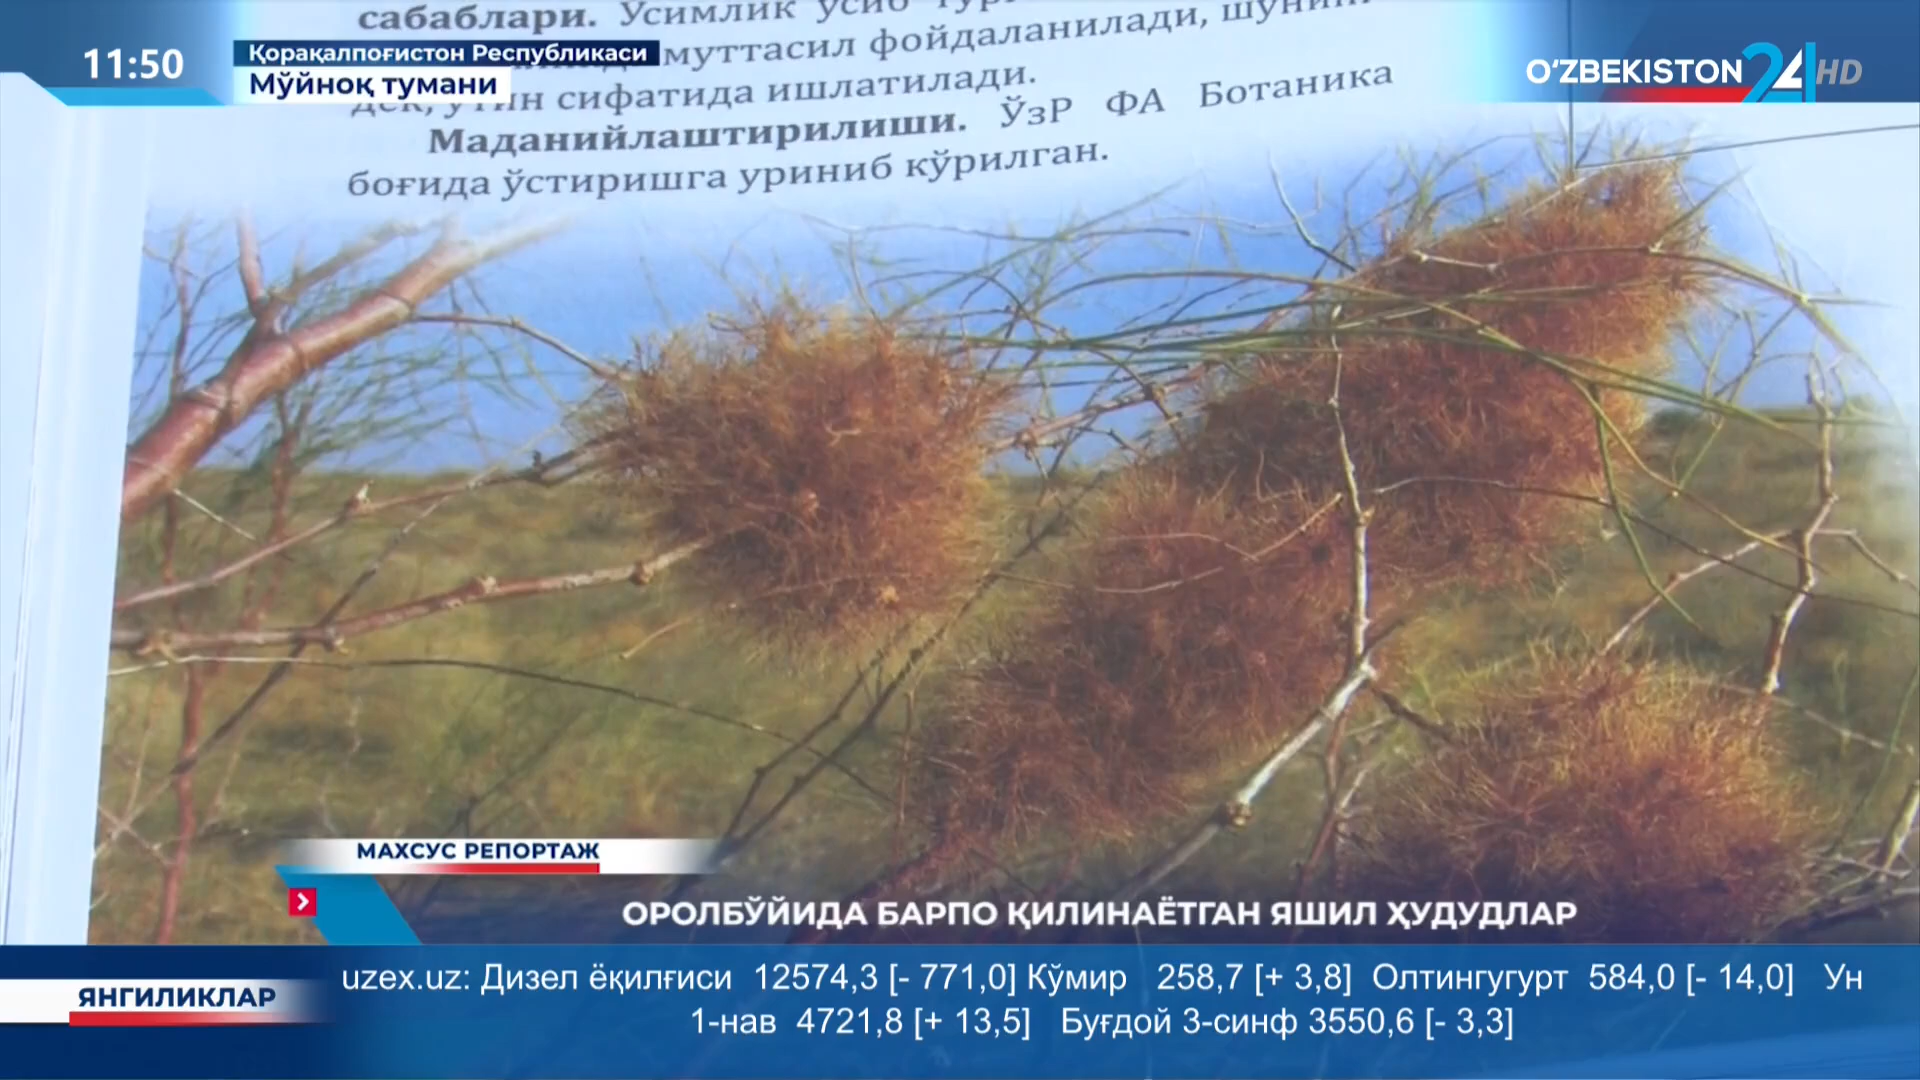 сабаблари. Ўсимлик ўсиб
муттасил фойдаланилади,
сифатида ишлатилади.
Маданийлаштирилиши. ЎзР ФА Ботаника
боғида ўстиришга уриниб кўрилган.
11:50
Қорақалпоғистон Республикаси
Мўйноқ тумани
O‘ZBEKISTON 24 HD
МАХСУС РЕПОРТАЖ
ОРОЛБЎЙИДА БАРПО ҚИЛИНАЁТГАН ЯШИЛ ҲУДУДЛАР
ЯНГИЛИКЛАР
uzex.uz: Дизел ёқилғиси 12574,3 [- 771,0] Кўмир 258,7 [+ 3,8] Олтингугурт 584,0 [- 14,0] Ун
1-нав 4721,8 [+ 13,5] Буғдой 3-синф 3550,6 [- 3,3]